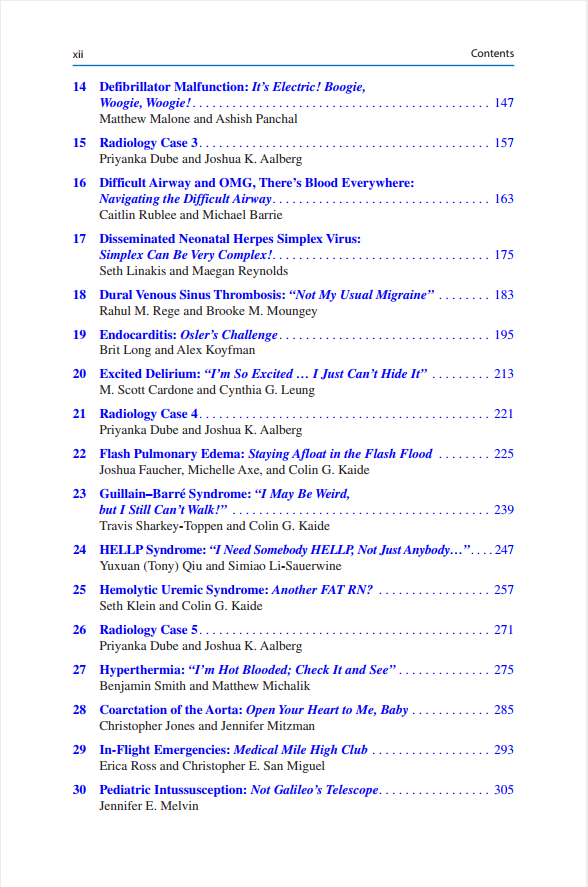 xii Contents
14 Defibrillator Malfunction: It’s Electric! Boogie,
Woogie, Woogie! . . . . . . . . . . . . . . . . . . . . . . . . . . . . . . . . . . . . . . . . . . . 147
Matthew Malone and Ashish Panchal
15 Radiology Case 3 . . . . . . . . . . . . . . . . . . . . . . . . . . . . . . . . . . . . . . . . . . 157
Priyanka Dube and Joshua K. Aalberg
16 Difficult Airway and OMG, There’s Blood Everywhere:
Navigating the Difficult Airway . . . . . . . . . . . . . . . . . . . . . . . . . . . . . . . 163
Caitlin Rublee and Michael Barrie
17 Disseminated Neonatal Herpes Simplex Virus:
Simplex Can Be Very Complex! . . . . . . . . . . . . . . . . . . . . . . . . . . . . . . . 175
Seth Linakis and Maegan Reynolds
18 Dural Venous Sinus Thrombosis: “Not My Usual Migraine” . . . . . . . . 183
Rahul M. Rege and Brooke M. Moungey
19 Endocarditis: Osler’s Challenge . . . . . . . . . . . . . . . . . . . . . . . . . . . . . . 195
Brit Long and Alex Koyfman
20 Excited Delirium: “I’m So Excited … I Just Can’t Hide It” . . . . . . . . . 213
M. Scott Cardone and Cynthia G. Leung
21 Radiology Case 4 . . . . . . . . . . . . . . . . . . . . . . . . . . . . . . . . . . . . . . . . . . 221
Priyanka Dube and Joshua K. Aalberg
22 Flash Pulmonary Edema: Staying Afloat in the Flash Flood . . . . . . . . 225
Joshua Faucher, Michelle Axe, and Colin G. Kaide
23 Guillain–Barré Syndrome: “I May Be Weird,
but I Still Can’t Walk!” . . . . . . . . . . . . . . . . . . . . . . . . . . . . . . . . . . . . . 239
Travis Sharkey-Toppen and Colin G. Kaide
24 HELLP Syndrome: “I Need Somebody HELLP, Not Just Anybody…” . . . . 247
Yuxuan (Tony) Qiu and Simiao Li-Sauerwine
25 Hemolytic Uremic Syndrome: Another FAT RN? . . . . . . . . . . . . . . . . 257
Seth Klein and Colin G. Kaide
26 Radiology Case 5 . . . . . . . . . . . . . . . . . . . . . . . . . . . . . . . . . . . . . . . . . . 271
Priyanka Dube and Joshua K. Aalberg
27 Hyperthermia: “I’m Hot Blooded; Check It and See” . . . . . . . . . . . . . 275
Benjamin Smith and Matthew Michalik
28 Coarctation of the Aorta: Open Your Heart to Me, Baby . . . . . . . . . . . 285
Christopher Jones and Jennifer Mitzman
29 In-Flight Emergencies: Medical Mile High Club . . . . . . . . . . . . . . . . . 293
Erica Ross and Christopher E. San Miguel
30 Pediatric Intussusception: Not Galileo’s Telescope . . . . . . . . . . . . . . . . 305
Jennifer E. Melvin